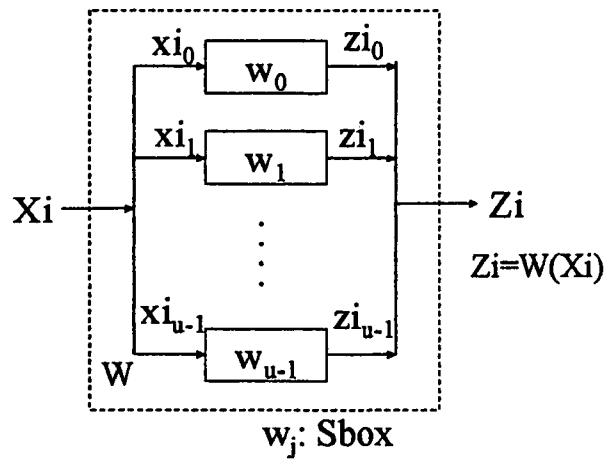 xi₀ w₀ zi₀
xi₁ w₁ zi₁
Xi Zi
Zi=W(Xi)
xiᵤ₋₁ wᵤ₋₁ ziᵤ₋₁
W
wⱼ: Sbox